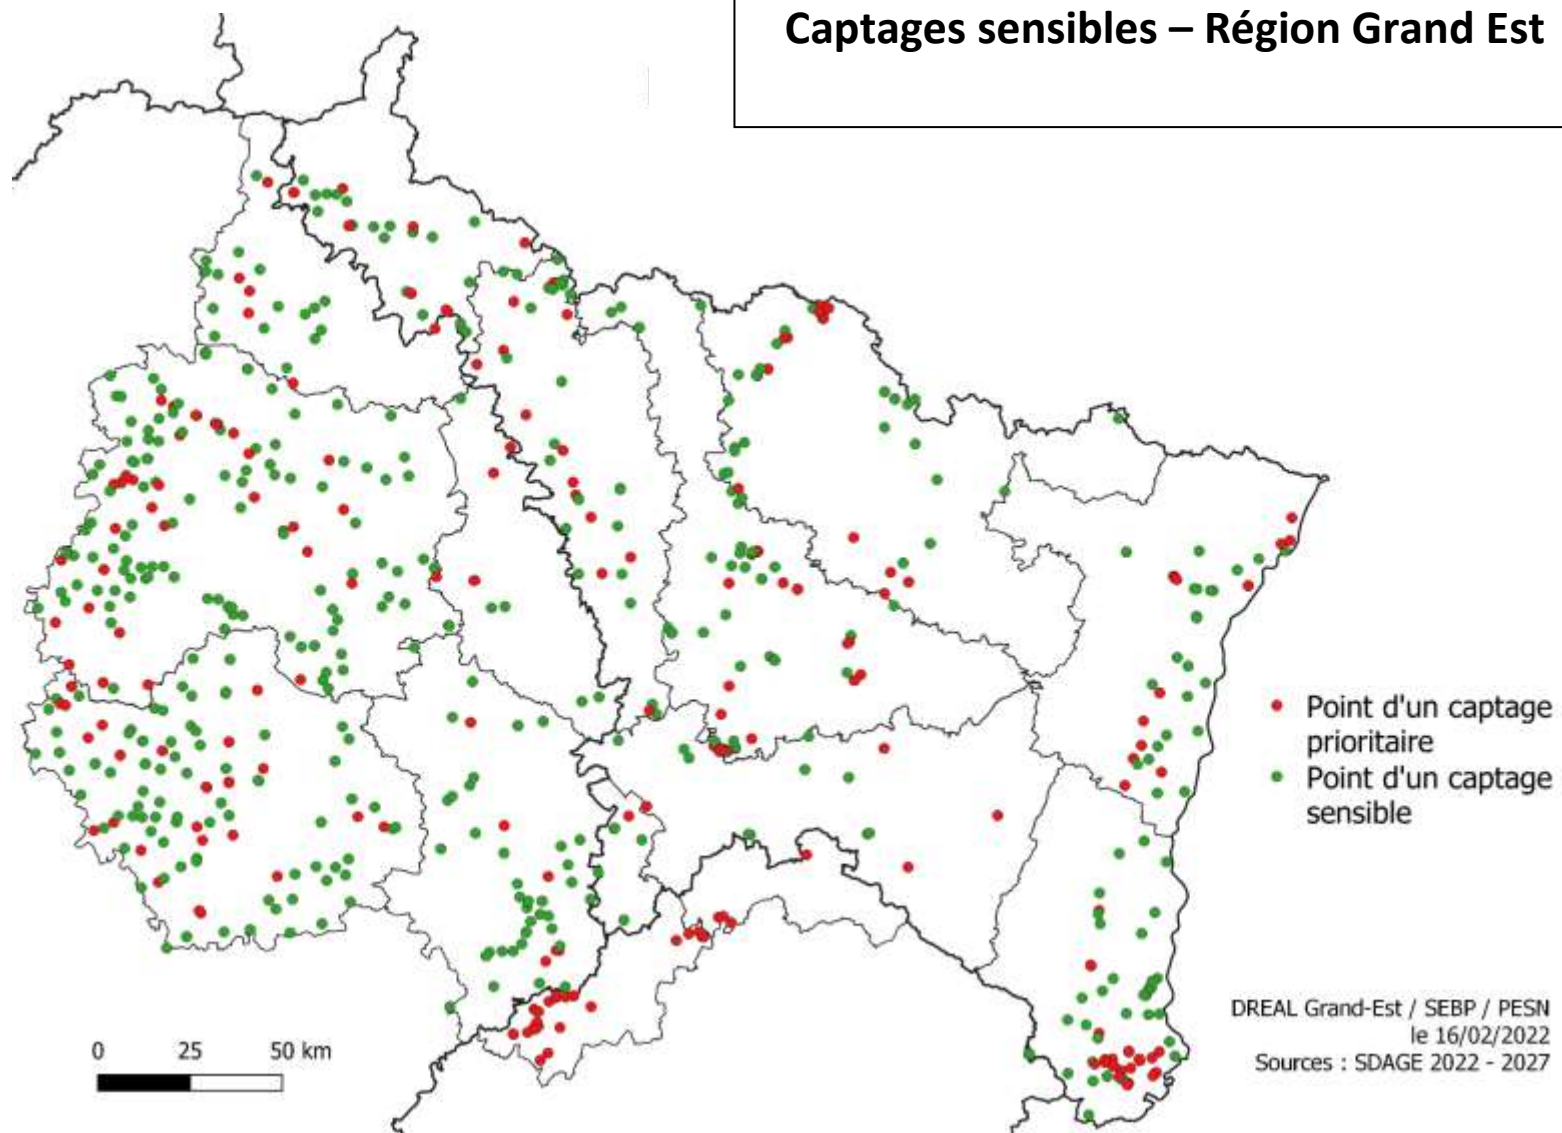 Captages sensibles – Région Grand Est
Point d'un captage
prioritaire
Point d'un captage
sensible
DREAL Grand-Est / SEBP / PESN
le 16/02/2022
Sources : SDAGE 2022 - 2027
0 25 50 km